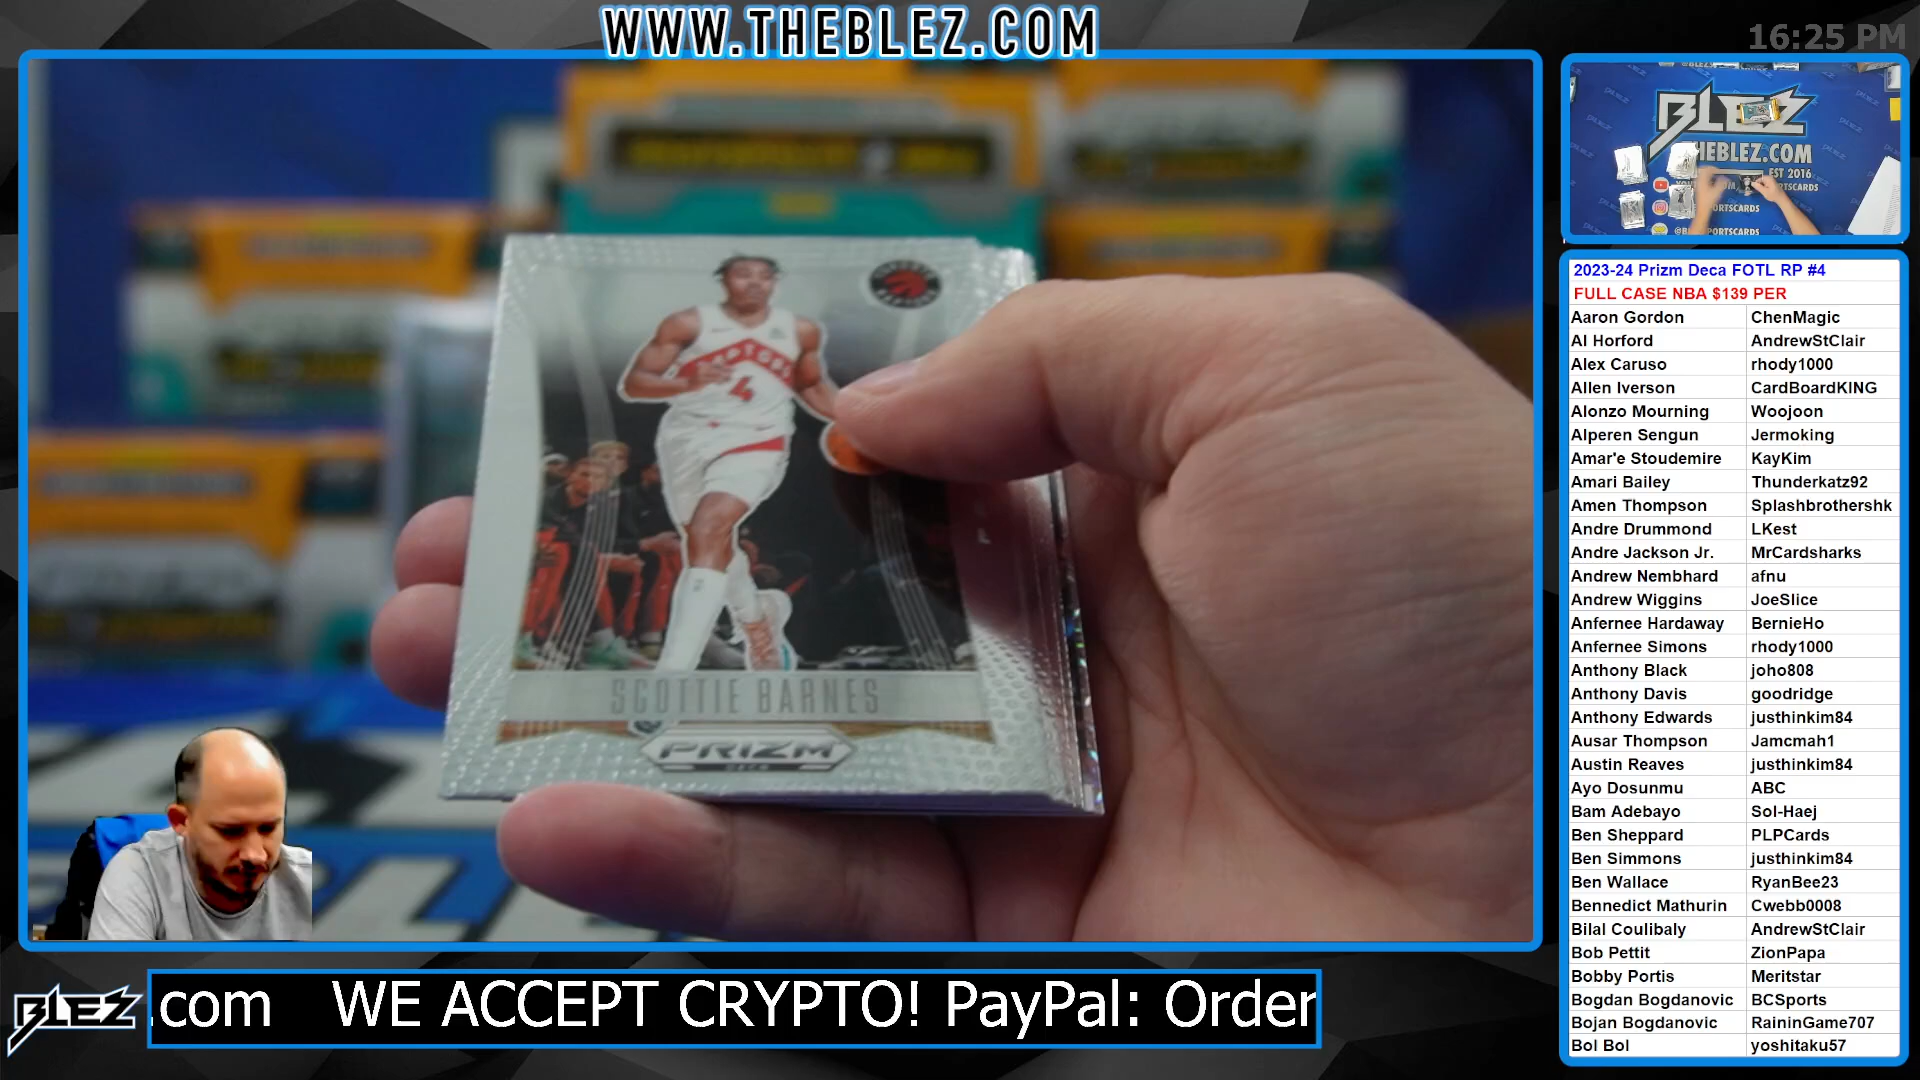 WWW.THEBLEZ.COM
16:25 PM
BLEZ
THEBLEZ.COM
EST 2016
4
SCOTTIE BARNES
PRIZM
DECA
2023-24 Prizm Deca FOTL RP #4
FULL CASE NBA $139 PER
Aaron Gordon ChenMagic
Al Horford AndrewStClair
Alex Caruso rhody1000
Allen Iverson CardBoardKING
Alonzo Mourning Woojoon
Alperen Sengun Jermoking
Amar'e Stoudemire KayKim
Amari Bailey Thunderkatz92
Amen Thompson Splashbrothershk
Andre Drummond LKest
Andre Jackson Jr. MrCardsharks
Andrew Nembhard afnu
Andrew Wiggins JoeSlice
Anfernee Hardaway BernieHo
Anfernee Simons rhody1000
Anthony Black joho808
Anthony Davis goodridge
Anthony Edwards justhinkim84
Ausar Thompson Jamcmah1
Austin Reaves justhinkim84
Ayo Dosunmu ABC
Bam Adebayo Sol-Haej
Ben Sheppard PLPCards
Ben Simmons justhinkim84
Ben Wallace RyanBee23
Bennedict Mathurin Cwebb0008
Bilal Coulibaly AndrewStClair
Bob Pettit ZionPapa
Bobby Portis Meritstar
Bogdan Bogdanovic BCSports
Bojan Bogdanovic RaininGame707
Bol Bol yoshitaku57
BLEZ
.com WE ACCEPT CRYPTO! PayPal: Order